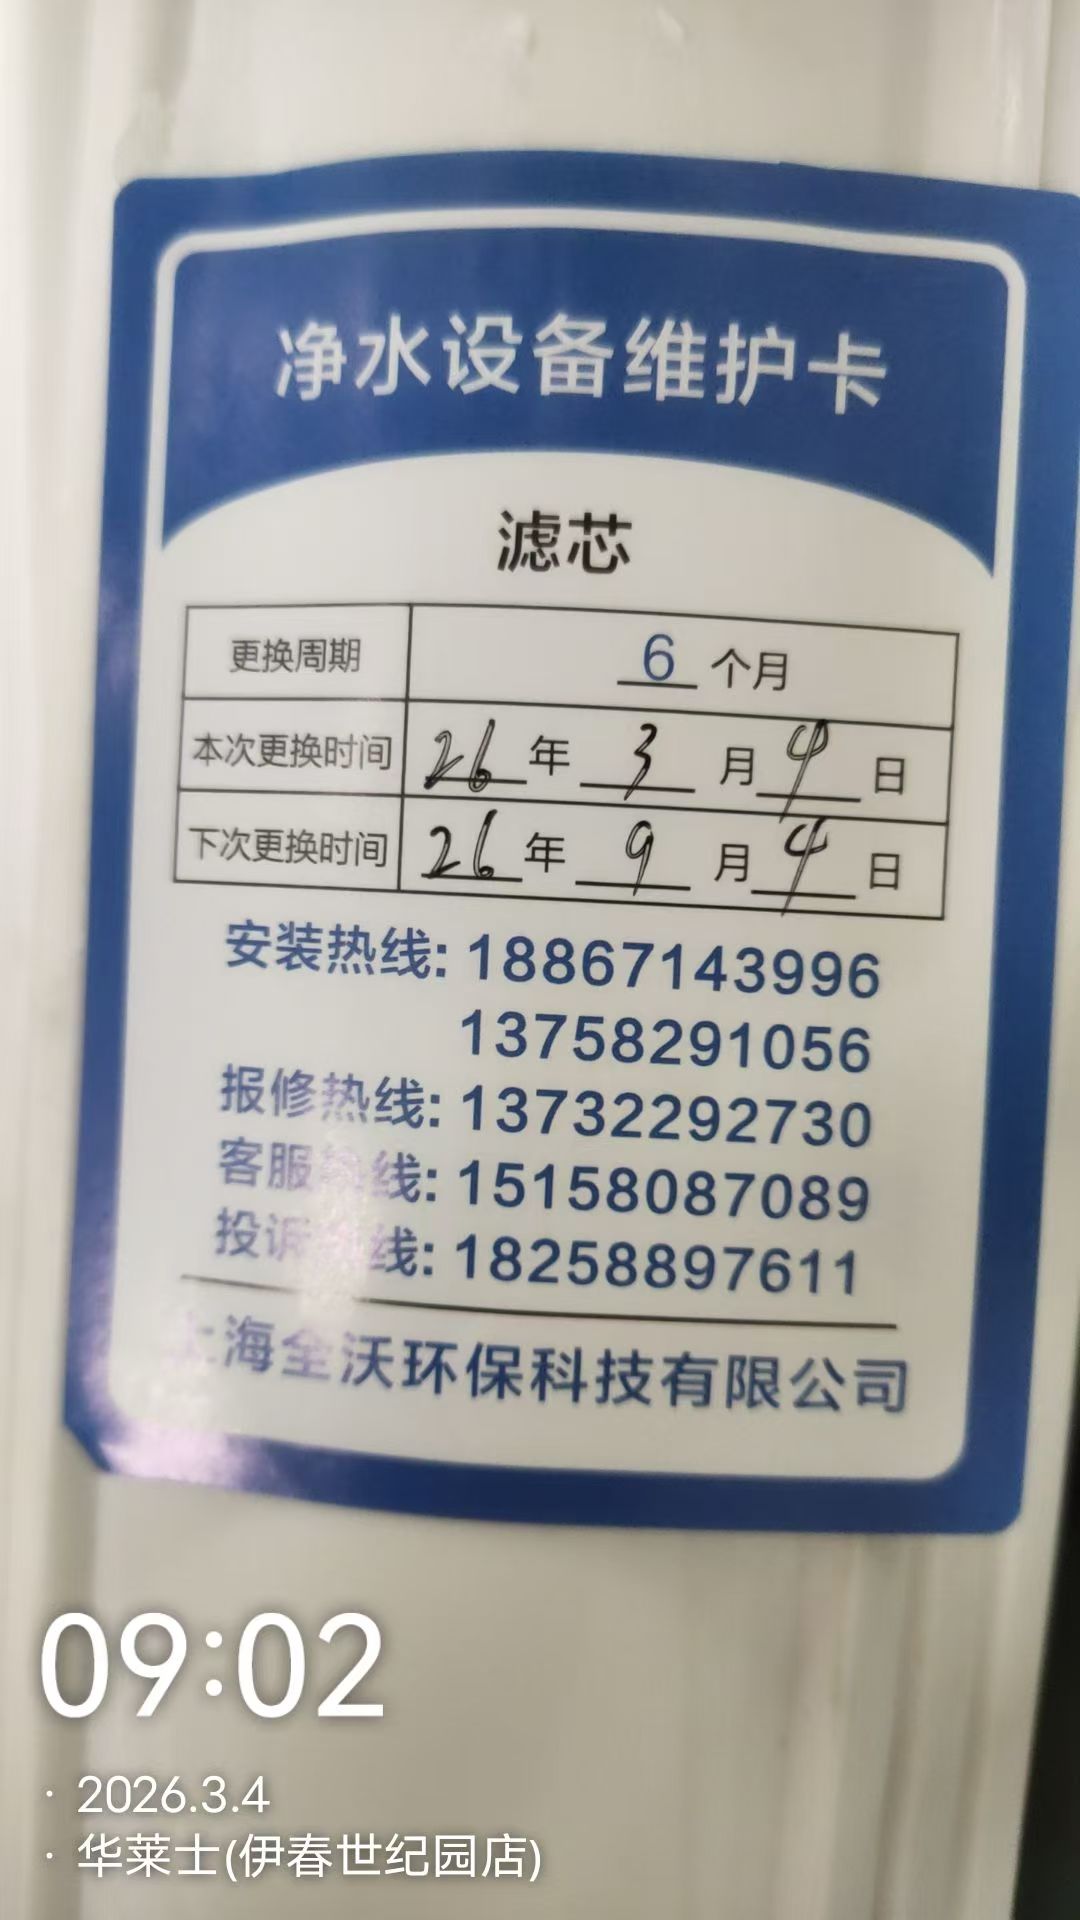 净水设备维护卡
滤芯
更换周期 6 个月
本次更换时间 26 年 3 月 4 日
下次更换时间 26 年 9 月 4 日
安装热线: 18867143996
13758291056
报修热线: 13732292730
客服热线: 15158087089
投诉热线: 18258897611
上海全沃环保科技有限公司
09:02
· 2026.3.4
· 华莱士(伊春世纪园店)